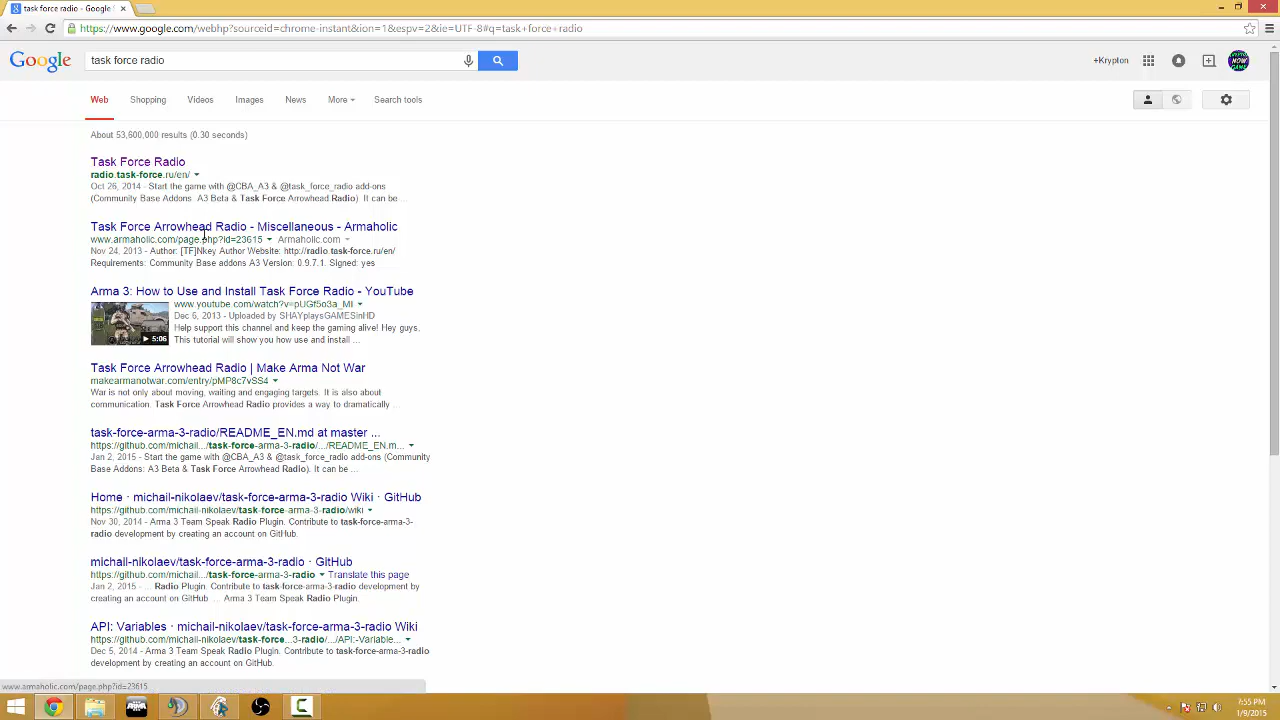 task force radio - Google
https://www.google.com/webhp?sourceid=chrome-instant&ion=1&espv=2&ie=UTF-8#q=task+force+radio
Google
task force radio
+Krypton
Web Shopping Videos Images News More Search tools
About 53,600,000 results (0.30 seconds)
Task Force Radio
radio.task-force.ru/en/
Oct 26, 2014 - Start the game with @CBA_A3 & @task_force_radio add-ons
(Community Base Addons. A3 Beta & Task Force Arrowhead Radio). It can be ...
Task Force Arrowhead Radio - Miscellaneous - Armaholic
www.armaholic.com/page.php?id=23615 Armaholic.com
Nov 24, 2013 - Author: [TF]Nkey Author Website: http://radio.task-force.ru/en/
Requirements: Community Base addons A3 Version: 0.9.7.1. Signed: yes
Arma 3: How to Use and Install Task Force Radio - YouTube
www.youtube.com/watch?v=pUGf5o3a_MI
Dec 6, 2013 - Uploaded by SHAYplaysGAMESinHD
Help support this channel and keep the gaming alive! Hey guys,
This tutorial will show you how use and install ...
5:06
Task Force Arrowhead Radio | Make Arma Not War
makearmanotwar.com/entry/pMP8c7vSS4
War is not only about moving, waiting and engaging targets. It is also about
communication. Task Force Arrowhead Radio provides a way to dramatically ...
task-force-arma-3-radio/README_EN.md at master ...
https://github.com/michail.../task-force-arma-3-radio/.../README_EN.m...
Jan 2, 2015 - Start the game with @CBA_A3 & @task_force_radio add-ons (Community
Base Addons: A3 Beta & Task Force Arrowhead Radio). It can be ...
Home · michail-nikolaev/task-force-arma-3-radio Wiki · GitHub
https://github.com/michail-nikolaev/task-force-arma-3-radio/wiki
Nov 30, 2014 - Arma 3 Team Speak Radio Plugin. Contribute to task-force-arma-3-
radio development by creating an account on GitHub.
michail-nikolaev/task-force-arma-3-radio · GitHub
https://github.com/michail.../task-force-arma-3-radio Translate this page
Jan 2, 2015 - ... Radio Plugin. Contribute to task-force-arma-3-radio development by
creating an account on GitHub. ... Arma 3 Team Speak Radio Plugin.
API: Variables · michail-nikolaev/task-force-arma-3-radio Wiki
https://github.com/michail-nikolaev/task-force...3-radio/.../API:-Variable...
Dec 5, 2014 - Arma 3 Team Speak Radio Plugin. Contribute to task-force-arma-3-radio
development by creating an account on GitHub.
www.armaholic.com/page.php?id=23615
7:55 PM
1/9/2015